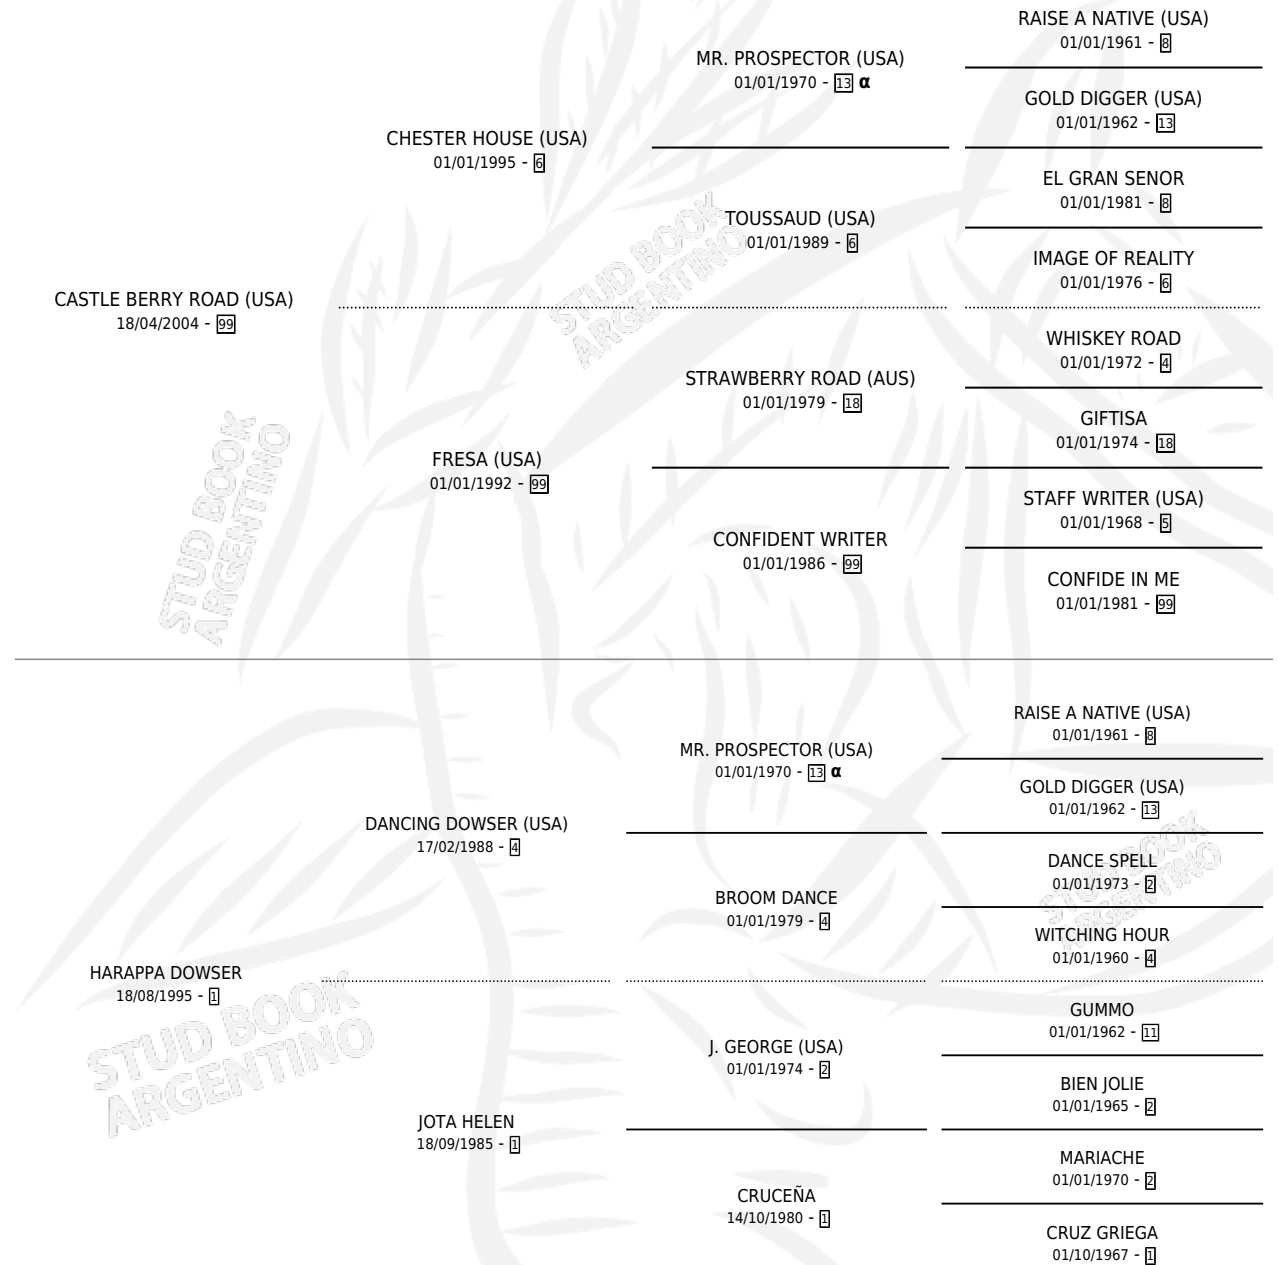 RAISE A NATIVE (USA)
01/01/1961 - 8
MR. PROSPECTOR (USA)
01/01/1970 - 13 α
GOLD DIGGER (USA)
01/01/1962 - 13
CHESTER HOUSE (USA)
01/01/1995 - 6
EL GRAN SENOR
01/01/1981 - 8
TOUSSAUD (USA)
01/01/1989 - 6
IMAGE OF REALITY
01/01/1976 - 6
STUD BOOK
ARGENTINO
CASTLE BERRY ROAD (USA)
18/04/2004 - 99
WHISKEY ROAD
01/01/1972 - 4
STRAWBERRY ROAD (AUS)
01/01/1979 - 18
GIFTISA
01/01/1974 - 18
FRESA (USA)
01/01/1992 - 99
STAFF WRITER (USA)
01/01/1968 - 5
STUD BOOK
ARGENTINO
CONFIDENT WRITER
01/01/1986 - 99
CONFIDE IN ME
01/01/1981 - 99
RAISE A NATIVE (USA)
01/01/1961 - 8
MR. PROSPECTOR (USA)
01/01/1970 - 13 α
GOLD DIGGER (USA)
01/01/1962 - 13
DANCING DOWSER (USA)
17/02/1988 - 4
DANCE SPELL
01/01/1973 - 2
STUD BOOK
ARGENTINO
BROOM DANCE
01/01/1979 - 4
WITCHING HOUR
01/01/1960 - 4
HARAPPA DOWSER
18/08/1995 - 1
STUD BOOK
ARGENTINO
GUMMO
01/01/1962 - 11
J. GEORGE (USA)
01/01/1974 - 2
BIEN JOLIE
01/01/1965 - 2
JOTA HELEN
18/09/1985 - 1
MARIACHE
01/01/1970 - 2
CRUCEÑA
14/10/1980 - 1
CRUZ GRIEGA
01/10/1967 - 1